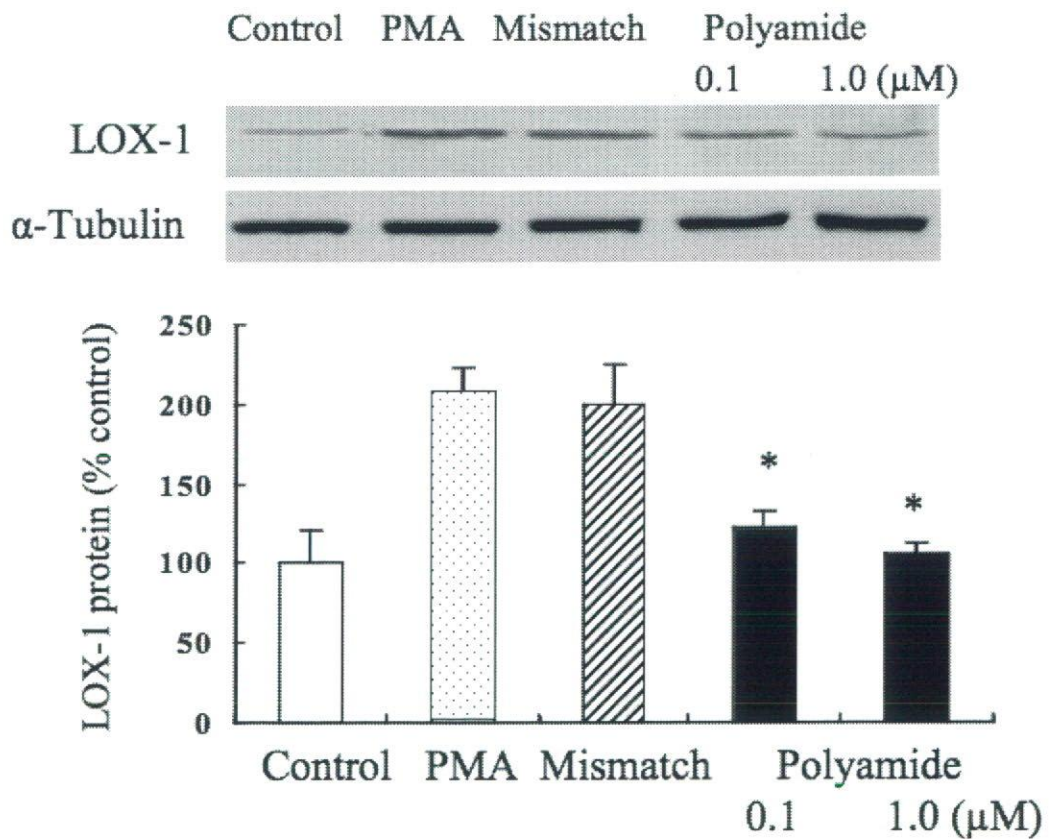 Control PMA Mismatch Polyamide
0.1 1.0 (μM)
LOX-1
α-Tubulin
LOX-1 protein (% control)
250
200
150
100
50
0
*
*
Control PMA Mismatch Polyamide
0.1 1.0 (μM)